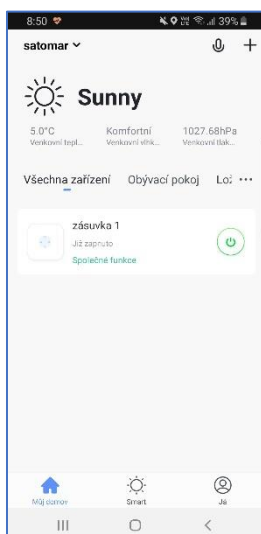 8:50 39%
satomar
Sunny
5.0°C Komfortní 1027.68hPa
Venkovní tepl... Venkovní vlhk... Venkovní tlak...
Všechna zařízení Obývací pokoj Lož ...
zásuvka 1
Již zapnuto
Společné funkce
Můj domov Smart Já